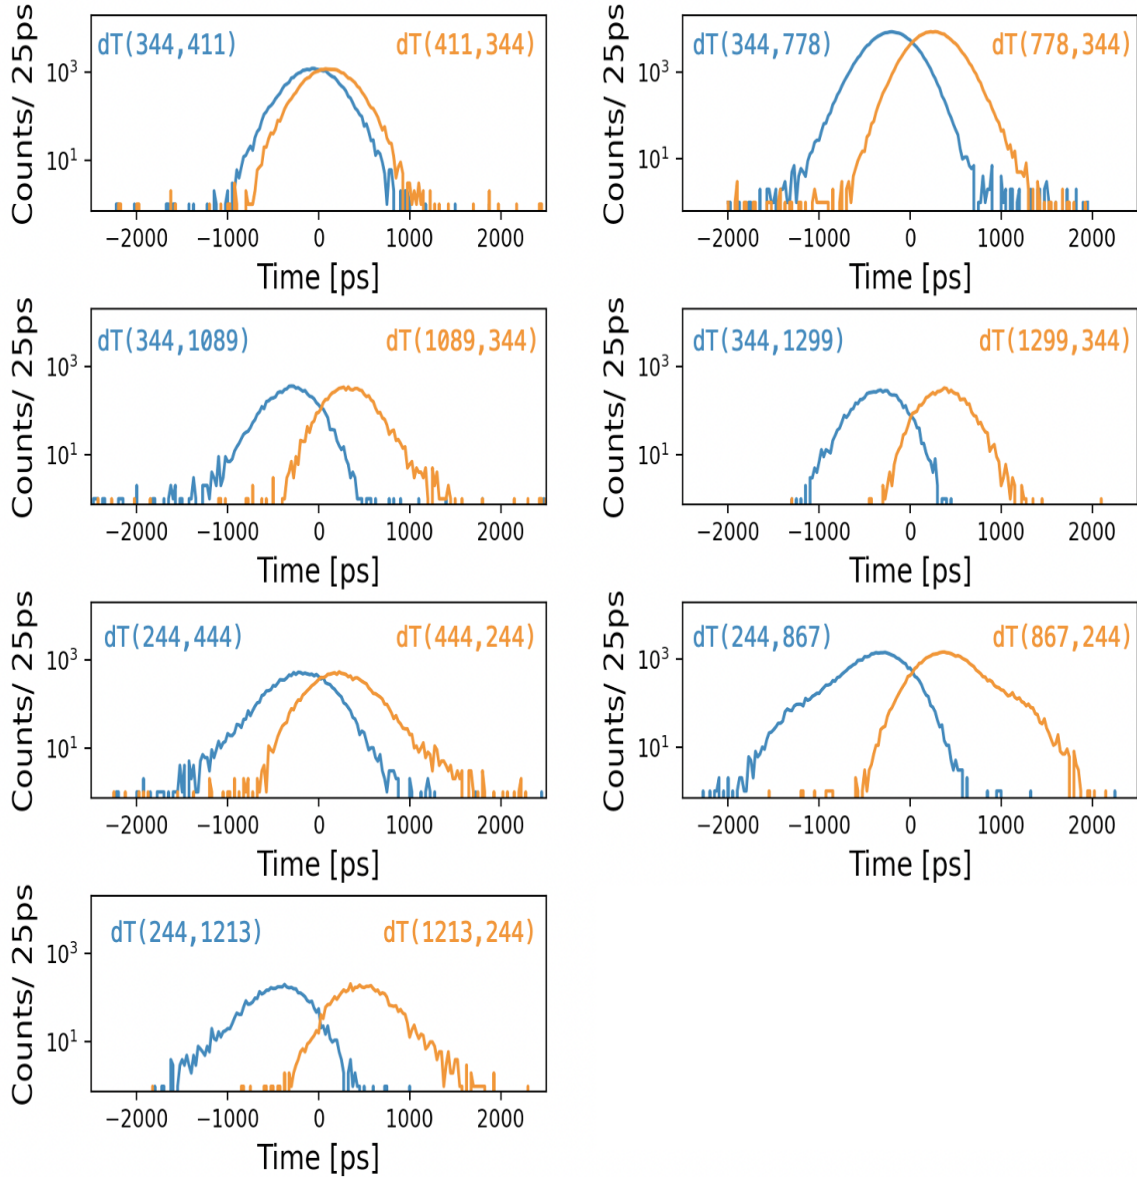 Counts/ 25ps
dT(344,411)
dT(411,344)
10³
10¹
−2000 −1000 0 1000 2000
Time [ps]
Counts/ 25ps
dT(344,778)
dT(778,344)
10³
10¹
−2000 −1000 0 1000 2000
Time [ps]
Counts/ 25ps
dT(344,1089)
dT(1089,344)
10³
10¹
−2000 −1000 0 1000 2000
Time [ps]
Counts/ 25ps
dT(344,1299)
dT(1299,344)
10³
10¹
−2000 −1000 0 1000 2000
Time [ps]
Counts/ 25ps
dT(244,444)
dT(444,244)
10³
10¹
−2000 −1000 0 1000 2000
Time [ps]
Counts/ 25ps
dT(244,867)
dT(867,244)
10³
10¹
−2000 −1000 0 1000 2000
Time [ps]
Counts/ 25ps
dT(244,1213)
dT(1213,244)
10³
10¹
−2000 −1000 0 1000 2000
Time [ps]